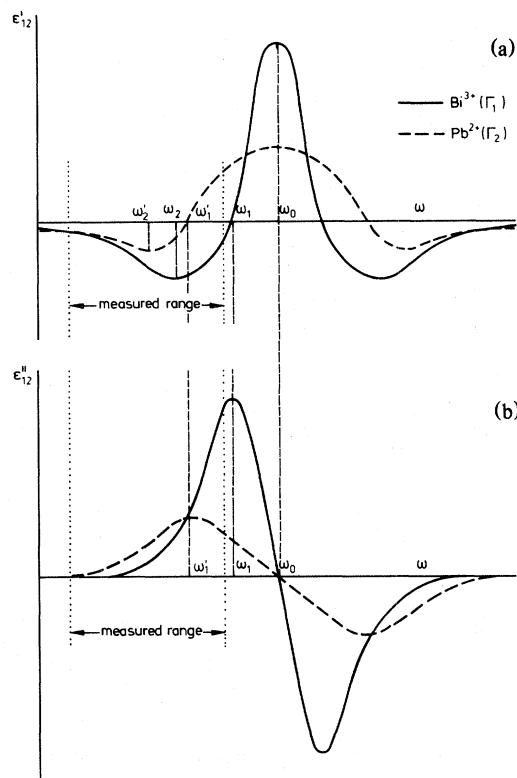 ε'₁₂
(a)
Bi³⁺(Γ₁)
Pb²⁺(Γ₂)
ω'₂ ω₂ ω'₁ ω₁ ω₀ ω
measured range
ε''₁₂
(b)
ω'₁ ω₁ ω₀ ω
measured range